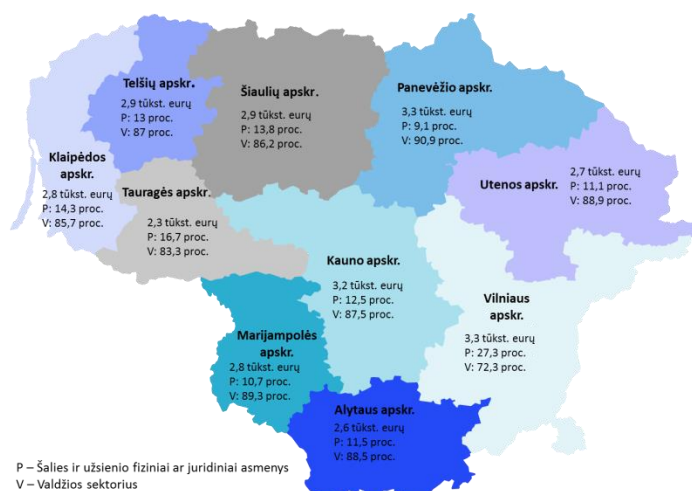 Telšių apskr.
2,9 tūkst. eurų
P: 13 proc.
V: 87 proc.
Šiaulių apskr.
2,9 tūkst. eurų
P: 13,8 proc.
V: 86,2 proc.
Panevėžio apskr.
3,3 tūkst. eurų
P: 9,1 proc.
V: 90,9 proc.
Klaipėdos
apskr.
2,8 tūkst. eurų
P: 14,3 proc.
V: 85,7 proc.
Tauragės apskr.
2,3 tūkst. eurų
P: 16,7 proc.
V: 83,3 proc.
Utenos apskr.
2,7 tūkst. eurų
P: 11,1 proc.
V: 88,9 proc.
Kauno apskr.
3,2 tūkst. eurų
P: 12,5 proc.
V: 87,5 proc.
Vilniaus
apskr.
3,3 tūkst. eurų
P: 27,3 proc.
V: 72,3 proc.
Marijampolės
apskr.
2,8 tūkst. eurų
P: 10,7 proc.
V: 89,3 proc.
Alytaus apskr.
2,6 tūkst. eurų
P: 11,5 proc.
V: 88,5 proc.
P – Šalies ir užsienio fiziniai ar juridiniai asmenys
V – Valdžios sektorius